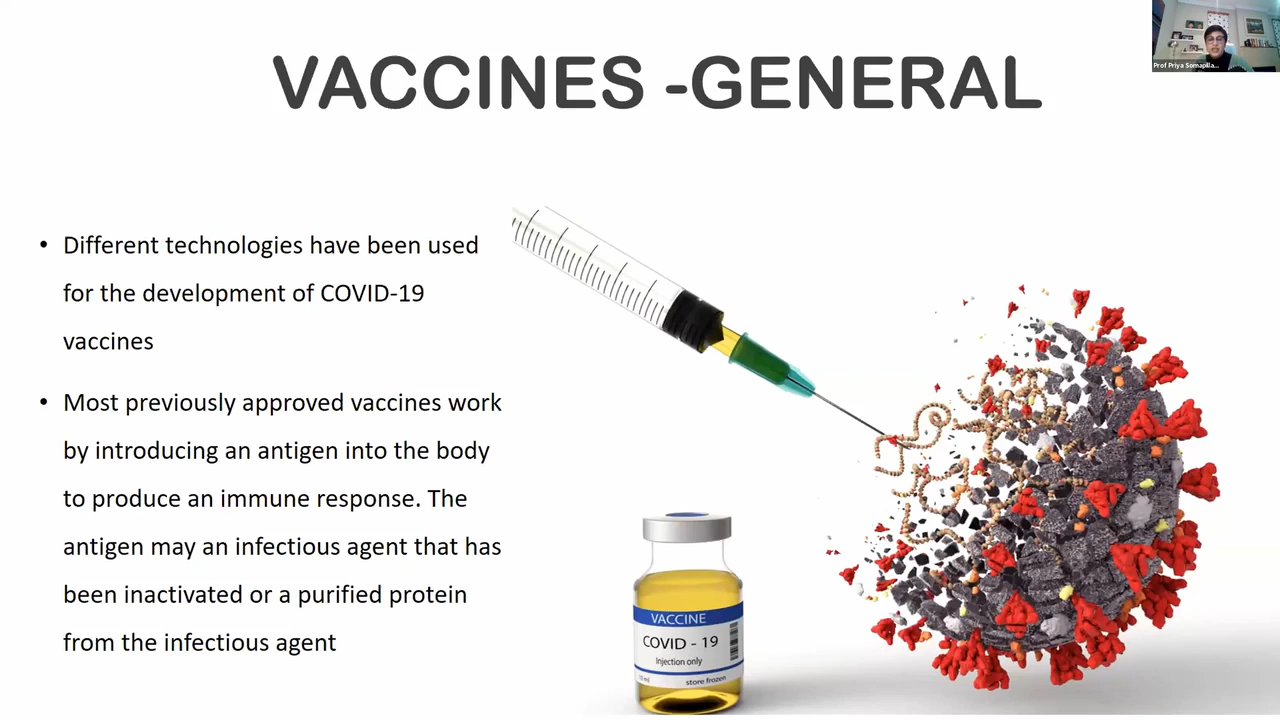 VACCINES -GENERAL
Prof Priya Somapilla...
• Different technologies have been used
for the development of COVID-19
vaccines
• Most previously approved vaccines work
by introducing an antigen into the body
to produce an immune response. The
antigen may an infectious agent that has
been inactivated or a purified protein
from the infectious agent
VACCINE
COVID - 19
Injection only
10 ml
store frozen